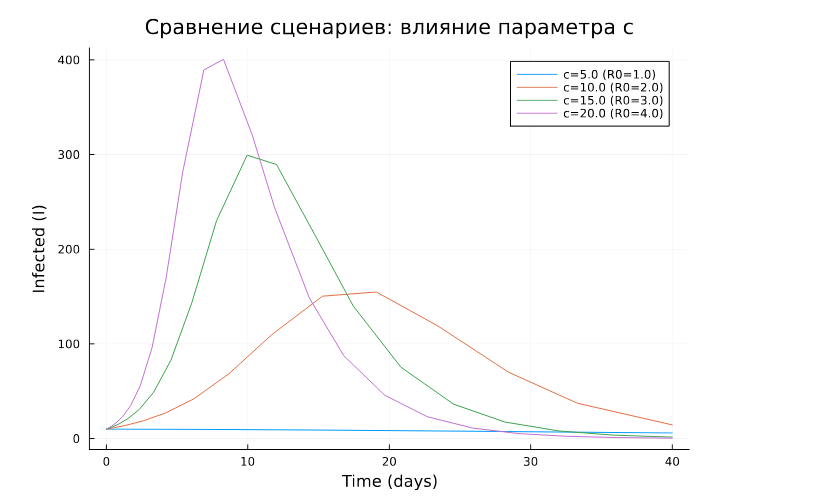 Сравнение сценариев: влияние параметра c
c=5.0 (R0=1.0)
c=10.0 (R0=2.0)
c=15.0 (R0=3.0)
c=20.0 (R0=4.0)
Infected (I)
400
300
200
100
0
0 10 20 30 40
Time (days)